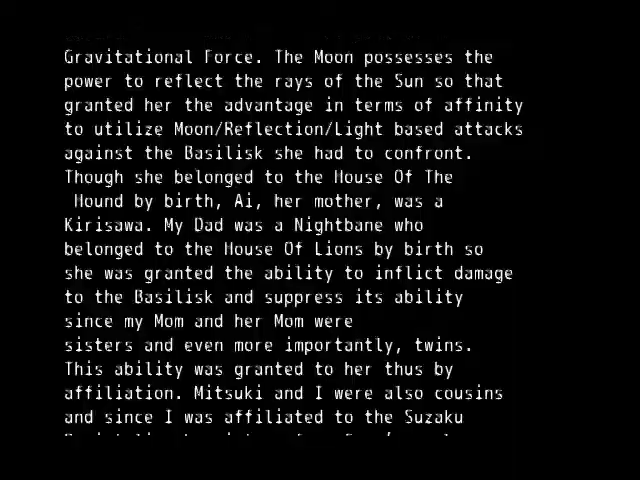 Gravitational Force. The Moon possesses the
power to reflect the rays of the Sun so that
granted her the advantage in terms of affinity
to utilize Moon/Reflection/Light based attacks
against the Basilisk she had to confront.
Though she belonged to the House Of The
Hound by birth, Ai, her mother, was a
Kirisawa. My Dad was a Nightbane who
belonged to the House Of Lions by birth so
she was granted the ability to inflict damage
to the Basilisk and suppress its ability
since my Mom and her Mom were
sisters and even more importantly, twins.
This ability was granted to her thus by
affiliation. Mitsuki and I were also cousins
and since I was affiliated to the Suzaku